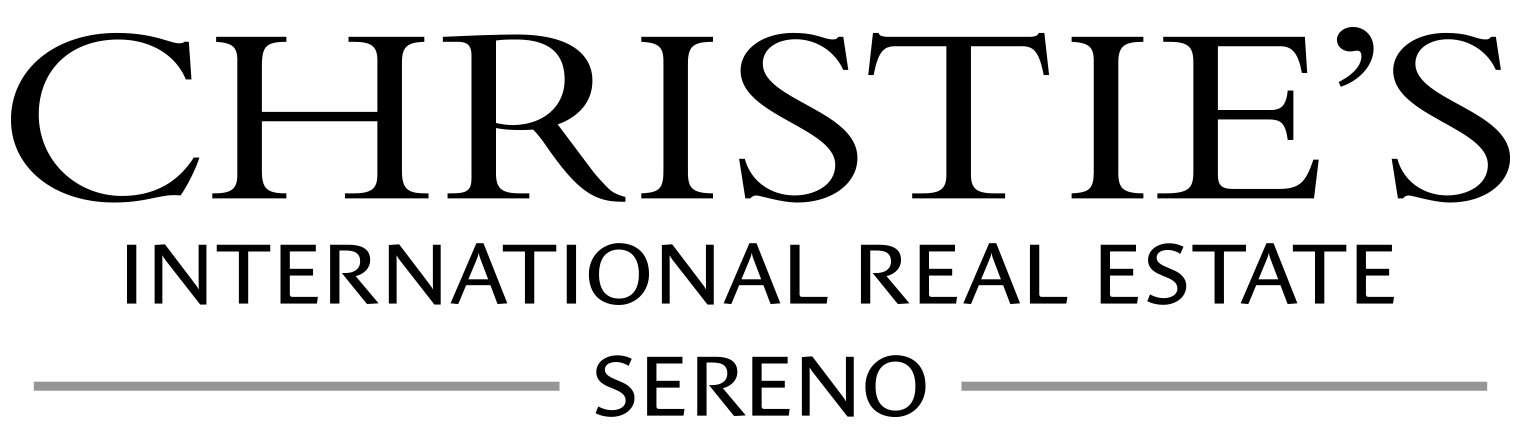 CHRISTIE’S
INTERNATIONAL REAL ESTATE
SERENO